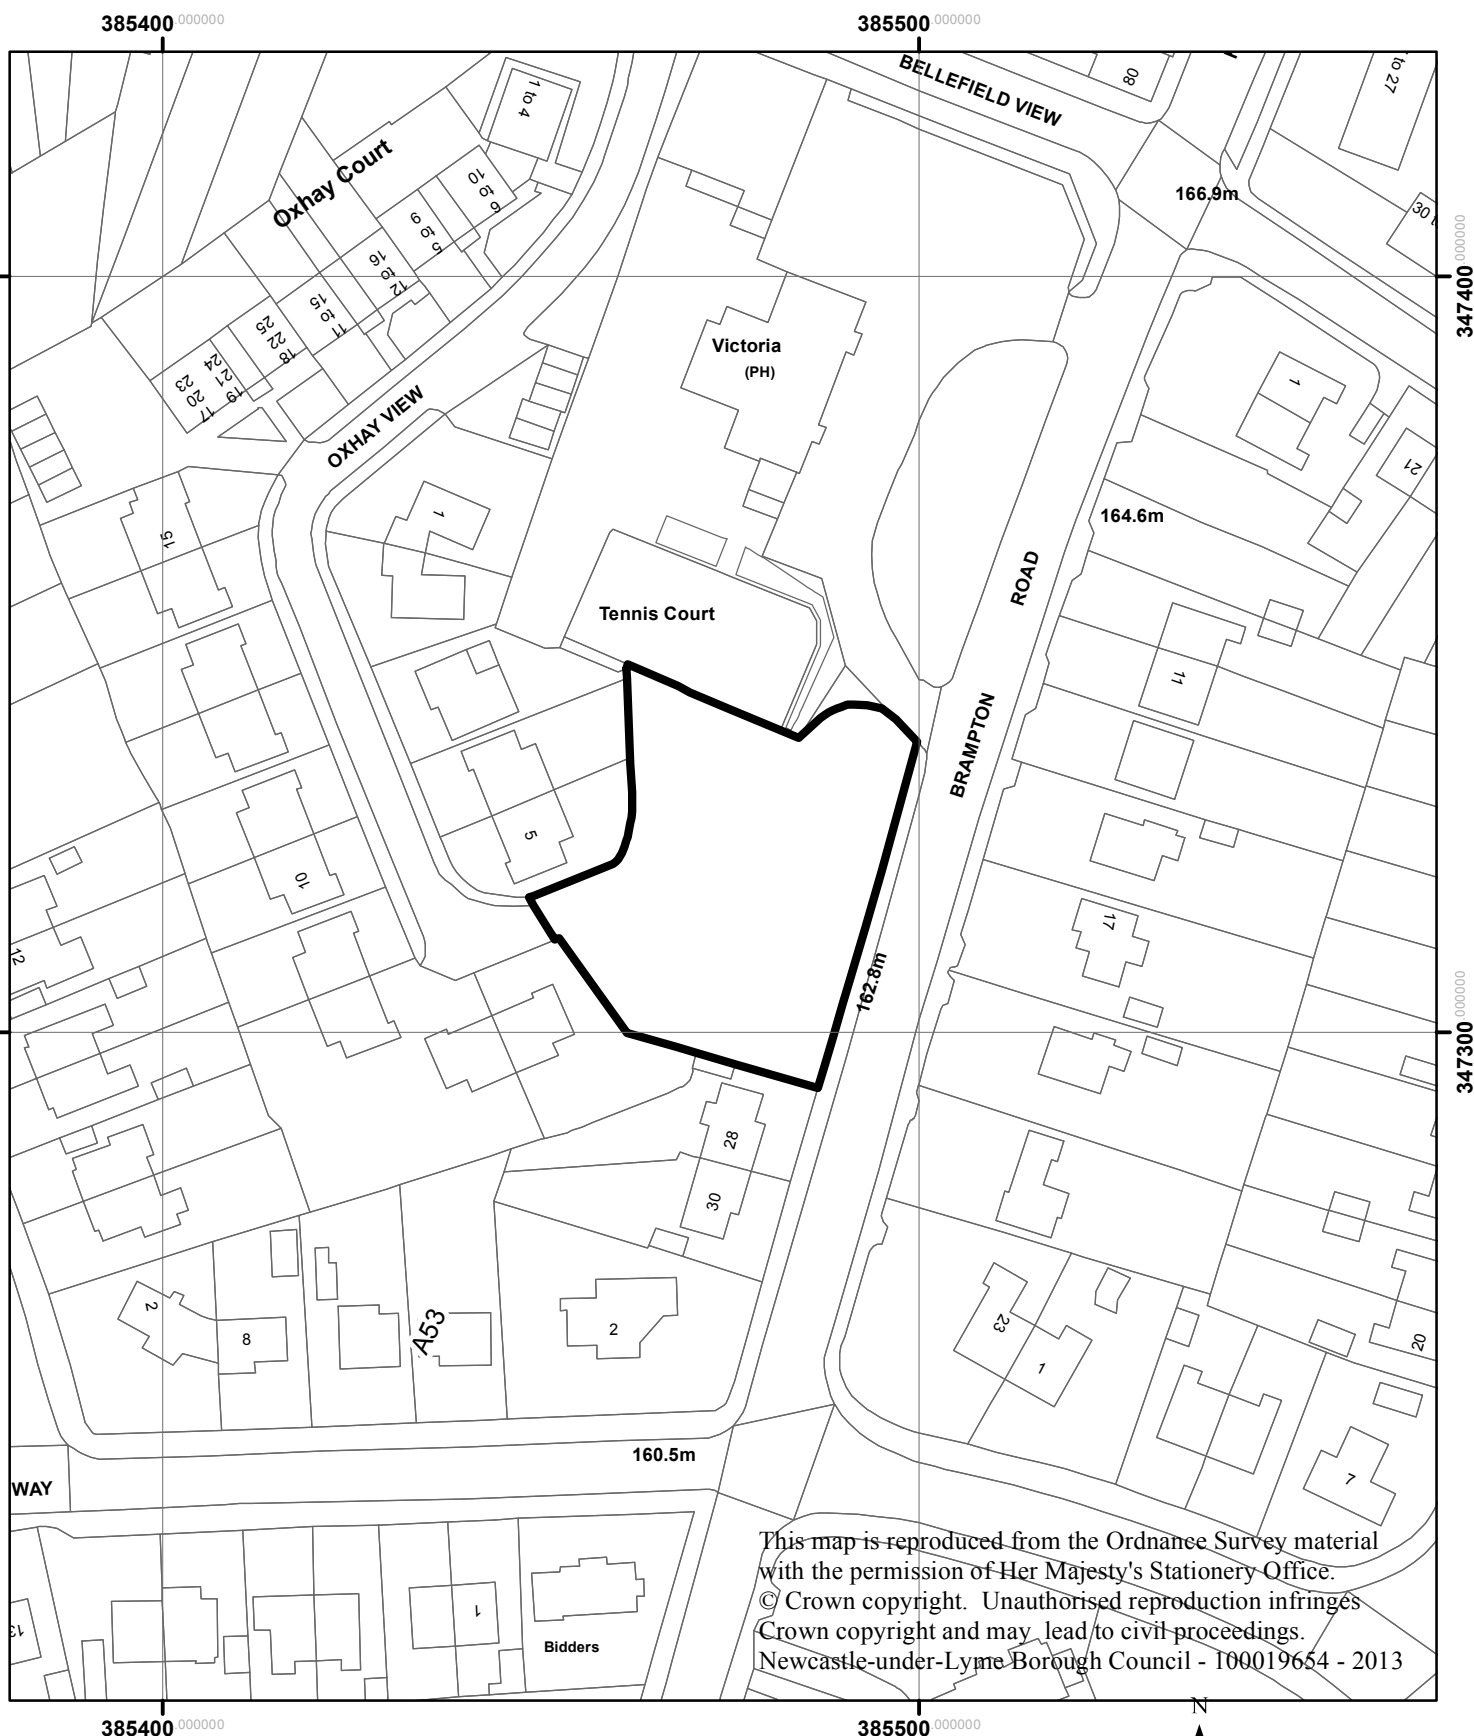 385400.000000
385500.000000
BELLEFIELD VIEW
08
to 27
1 to 4
Oxhay Court
10
to
6
9
to
5
16
to
12
15
to
11
25
22
18
24
21
19
23
20
17
166.9m
30
347400.000000
Victoria
(PH)
OXHAY VIEW
1
1
21
15
164.6m
ROAD
Tennis Court
11
BRAMPTON
5
10
17
12
162.8m
347300.000000
28
30
2
8
A53
2
23
1
20
160.5m
7
WAY
13
1
Bidders
This map is reproduced from the Ordnance Survey material
with the permission of Her Majesty's Stationery Office.
© Crown copyright.  Unauthorised reproduction infringes
Crown copyright and may  lead to civil proceedings.
Newcastle-under-Lyme Borough Council - 100019654 - 2013
385400.000000
385500.000000
N